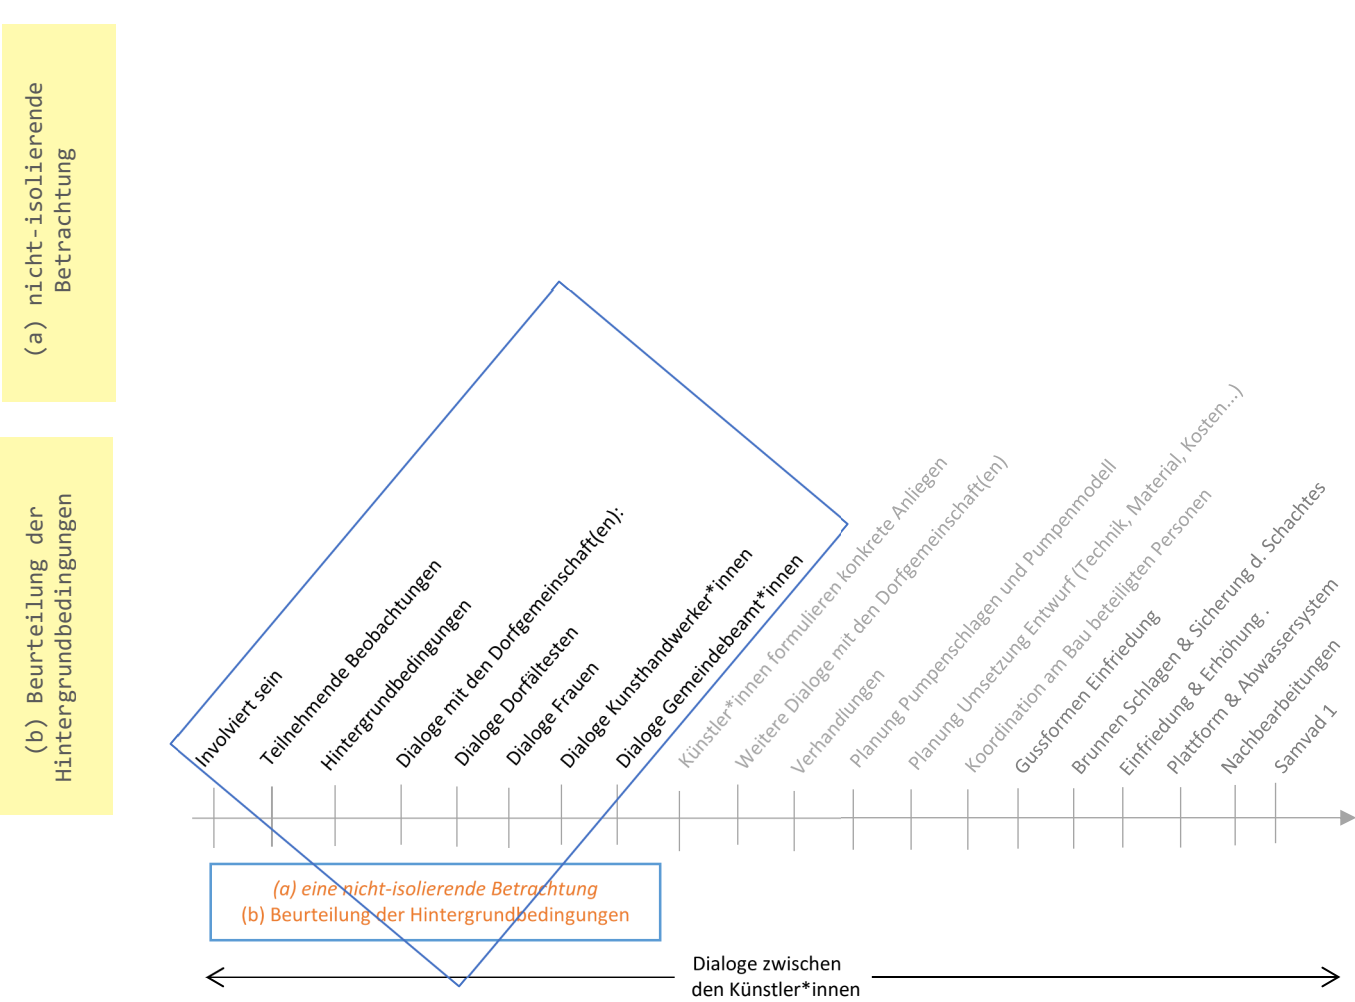 (a) nicht-isolierende
Betrachtung
(b) Beurteilung der
Hintergrundbedingungen
Involviert sein
Teilnehmende Beobachtungen
Hintergrundbedingungen
Dialoge mit den Dorfgemeinschaft(en):
Dialoge Dorfältesten
Dialoge Frauen
Dialoge Kunsthandwerker*innen
Dialoge Gemeindebeamt*innen
Künstler*innen formulieren konkrete Anliegen
Weitere Dialoge mit den Dorfgemeinschaft(en)
Verhandlungen
Planung Pumpenschlagen und Pumpenmodell
Planung Umsetzung Entwurf (Technik, Material, Kosten...)
Koordination am Bau beteiligten Personen
Gussformen Einfriedung
Brunnen Schlagen & Sicherung d. Schachtes
Einfriedung & Erhöhung .
Plattform & Abwassersystem
Nachbearbeitungen
Samvad 1
(a) eine nicht-isolierende Betrachtung
(b) Beurteilung der Hintergrundbedingungen
Dialoge zwischen
den Künstler*innen